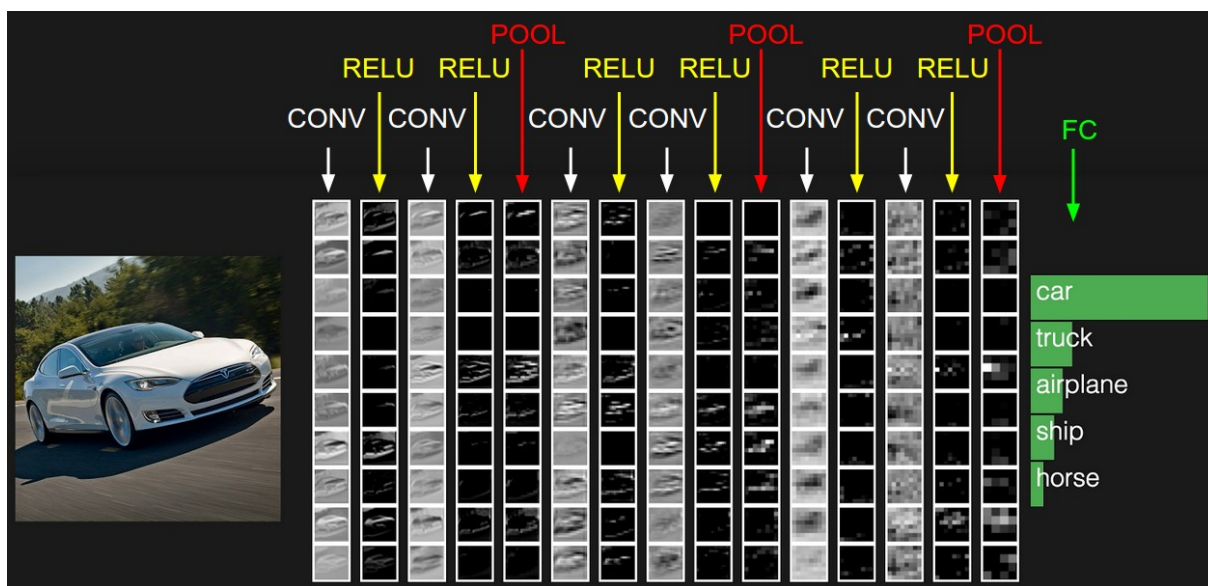 POOL POOL POOL
RELU RELU RELU RELU RELU RELU
CONV CONV CONV CONV CONV CONV
FC
car
truck
airplane
ship
horse